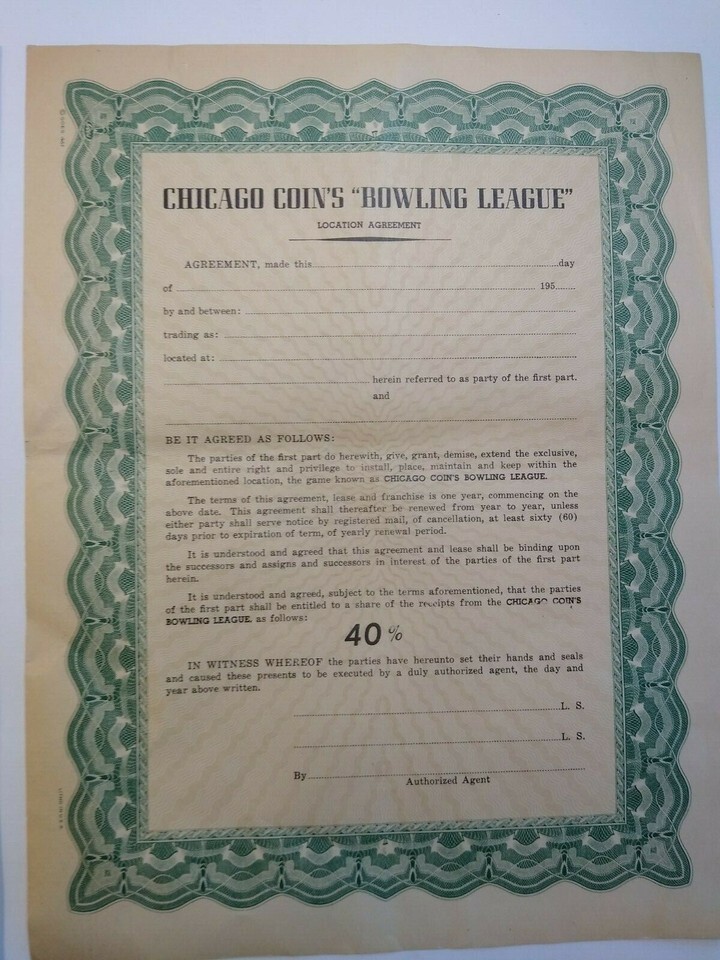 CHICAGO COIN'S "BOWLING LEAGUE"
LOCATION AGREEMENT
AGREEMENT, made this day
of 195
by and between:
trading as:
located at:
herein referred to as party of the first part.
and
BE IT AGREED AS FOLLOWS:
The parties of the first part do herewith, give, grant, demise, extend the exclusive,
sole and entire right and privilege to install, place, maintain and keep within the
aforementioned location, the game known as CHICAGO COIN'S BOWLING LEAGUE.
The terms of this agreement, lease and franchise is one year, commencing on the
above date. This agreement shall thereafter be renewed from year to year, unless
either party shall serve notice by registered mail, of cancellation, at least sixty (60)
days prior to expiration of term, of yearly renewal period.
It is understood and agreed that this agreement and lease shall be binding upon
the successors and assigns and successors in interest of the parties of the first part
herein.
It is understood and agreed, subject to the terms aforementioned, that the parties
of the first part shall be entitled to a share of the receipts from the CHICAGO COIN'S
BOWLING LEAGUE, as follows:
40%
IN WITNESS WHEREOF the parties have hereunto set their hands and seals
and caused these presents to be executed by a duly authorized agent, the day and
year above written.
L. S.
L. S.
By
Authorized Agent